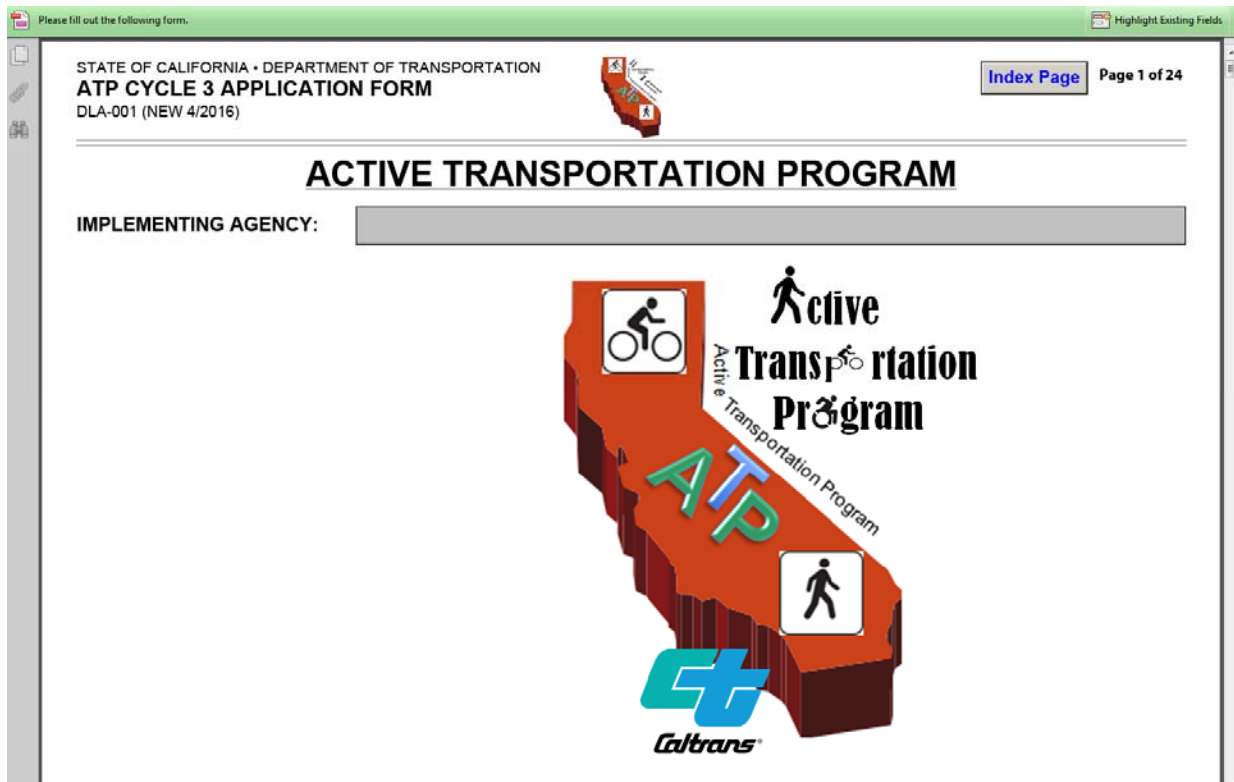 Please fill out the following form.
Highlight Existing Fields
STATE OF CALIFORNIA • DEPARTMENT OF TRANSPORTATION
ATP CYCLE 3 APPLICATION FORM
DLA-001 (NEW 4/2016)
ATP
Index Page
Page 1 of 24
ACTIVE TRANSPORTATION PROGRAM
IMPLEMENTING AGENCY:
Active
Transportation
Program
Active Transportation Program
ATP
Caltrans